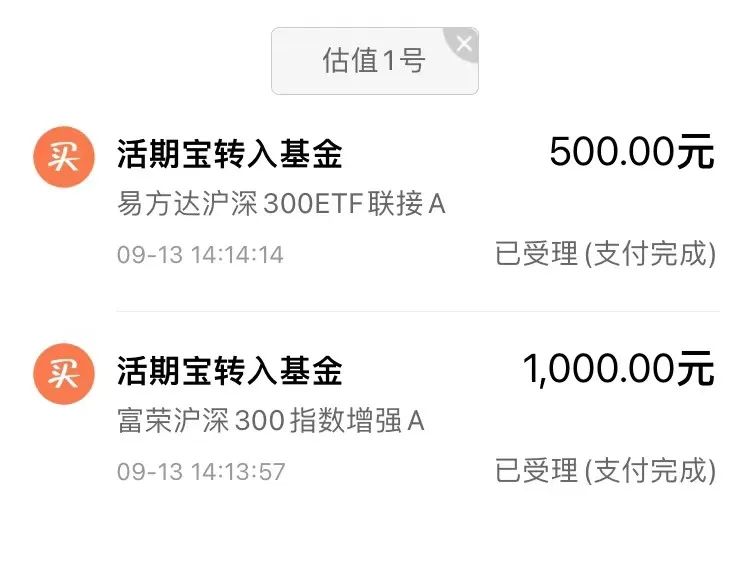 估值1号
买 活期宝转入基金 500.00元
易方达沪深300ETF联接A
09-13 14:14:14 已受理(支付完成)
买 活期宝转入基金 1,000.00元
富荣沪深300指数增强A
09-13 14:13:57 已受理(支付完成)